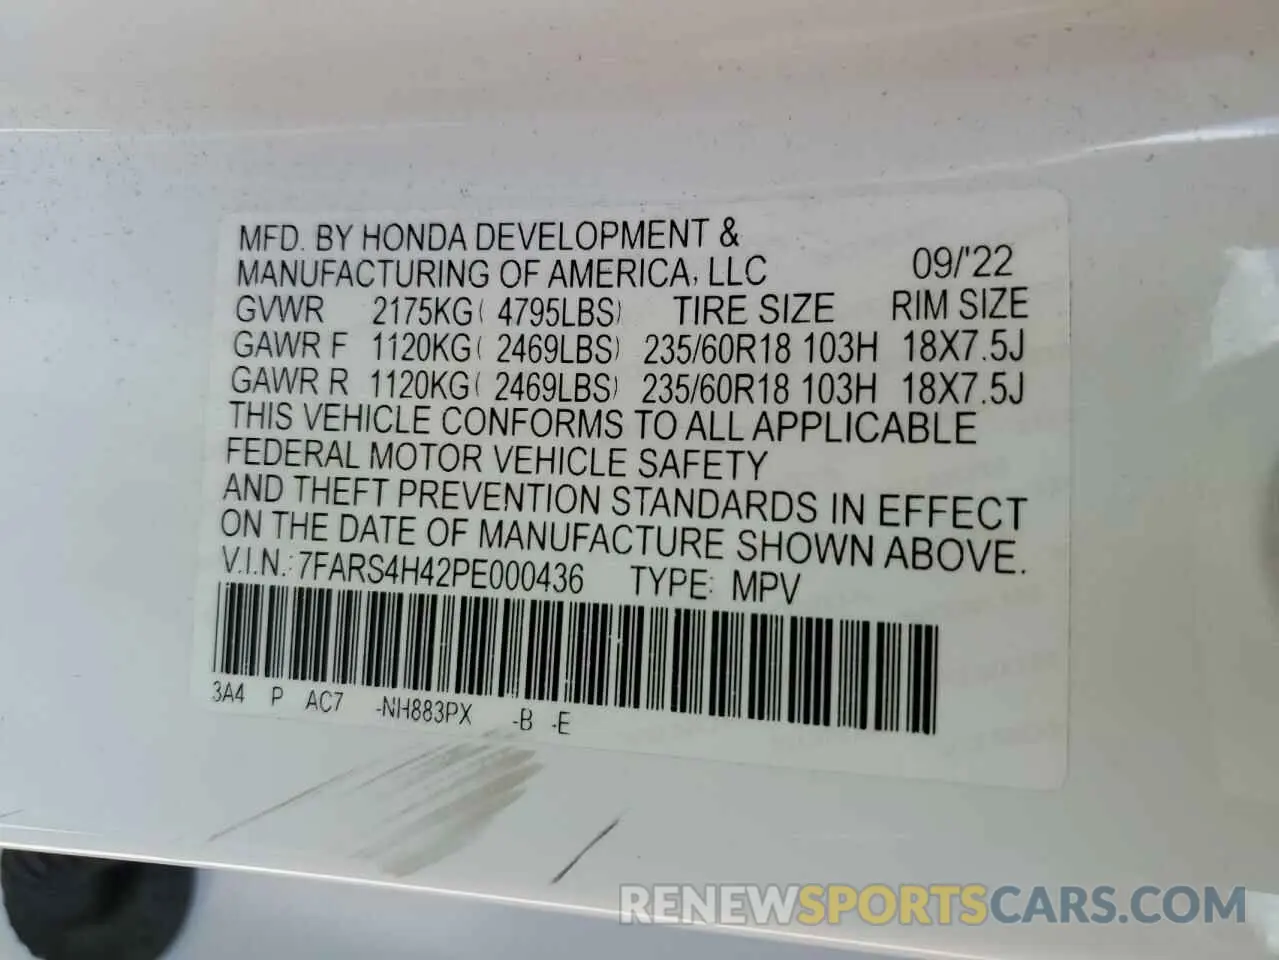 MFD. BY HONDA DEVELOPMENT &
MANUFACTURING OF AMERICA, LLC 09/'22
GVWR 2175KG( 4795LBS) TIRE SIZE RIM SIZE
GAWR F 1120KG( 2469LBS) 235/60R18 103H 18X7.5J
GAWR R 1120KG( 2469LBS) 235/60R18 103H 18X7.5J
THIS VEHICLE CONFORMS TO ALL APPLICABLE
FEDERAL MOTOR VEHICLE SAFETY
AND THEFT PREVENTION STANDARDS IN EFFECT
ON THE DATE OF MANUFACTURE SHOWN ABOVE.
V.I.N.: 7FARS4H42PE000436 TYPE: MPV
3A4 P AC7 -NH883PX -B -E
RENEWSPORTSCARS.COM